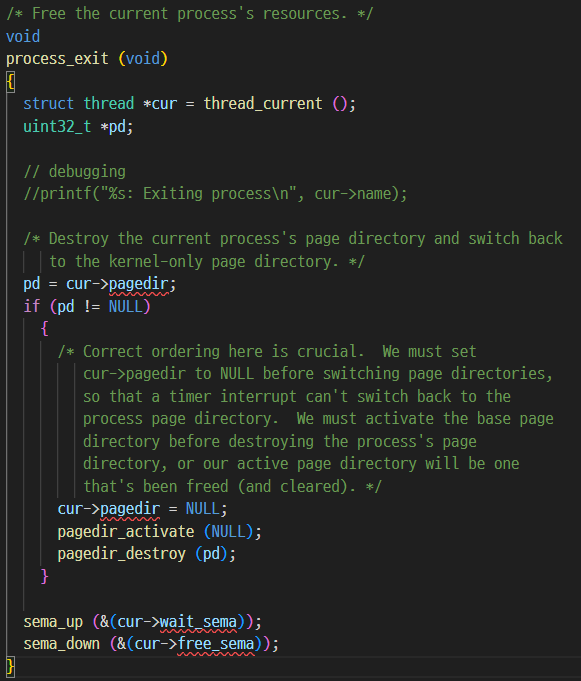 /* Free the current process's resources. */
void
process_exit (void)
{
  struct thread *cur = thread_current ();
  uint32_t *pd;

  // debugging
  //printf("%s: Exiting process\n", cur->name);

  /* Destroy the current process's page directory and switch back
     to the kernel-only page directory. */
  pd = cur->pagedir;
  if (pd != NULL)
    {
      /* Correct ordering here is crucial.  We must set
         cur->pagedir to NULL before switching page directories,
         so that a timer interrupt can't switch back to the
         process page directory.  We must activate the base page
         directory before destroying the process's page
         directory, or our active page directory will be one
         that's been freed (and cleared). */
      cur->pagedir = NULL;
      pagedir_activate (NULL);
      pagedir_destroy (pd);
    }

  sema_up (&(cur->wait_sema));
  sema_down (&(cur->free_sema));
}